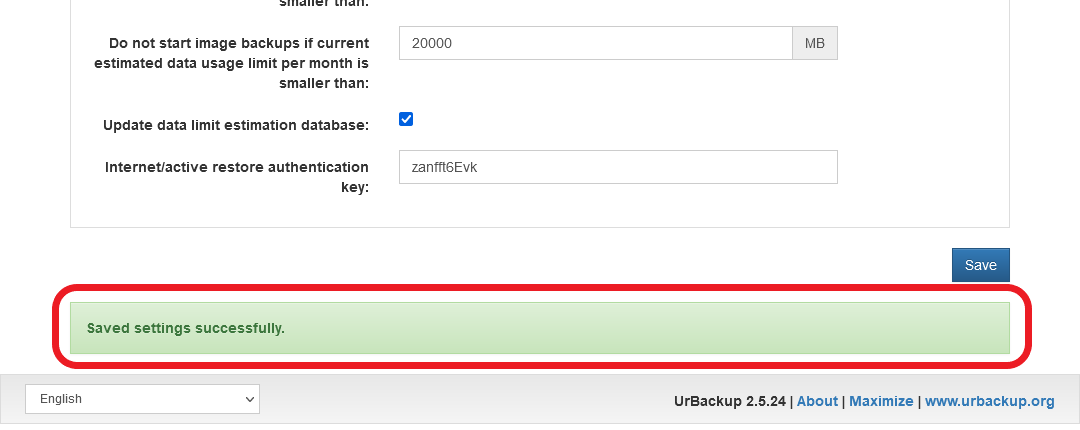 smaller than:
Do not start image backups if current
estimated data usage limit per month is
smaller than:
20000 MB
Update data limit estimation database:
Internet/active restore authentication
key:
zanfft6Evk
Save
Saved settings successfully.
English
UrBackup 2.5.24 | About | Maximize | www.urbackup.org